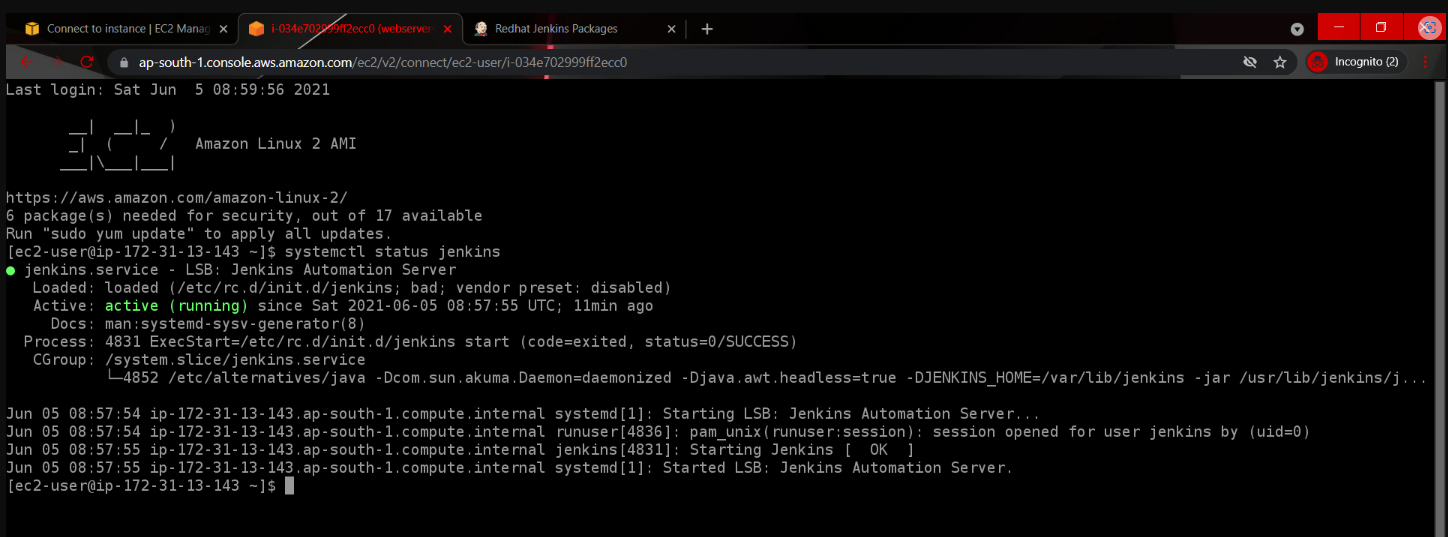 Connect to instance | EC2 Manag
i-034e702999ff2ecc0 (webserver
Redhat Jenkins Packages
ap-south-1.console.aws.amazon.com/ec2/v2/connect/ec2-user/i-034e702999ff2ecc0
Incognito (2)
Last login: Sat Jun  5 08:59:56 2021
       __|  __|_  )
       _|  (     /   Amazon Linux 2 AMI
      ___|\___|___|
https://aws.amazon.com/amazon-linux-2/
6 package(s) needed for security, out of 17 available
Run "sudo yum update" to apply all updates.
[ec2-user@ip-172-31-13-143 ~]$ systemctl status jenkins
● jenkins.service - LSB: Jenkins Automation Server
   Loaded: loaded (/etc/rc.d/init.d/jenkins; bad; vendor preset: disabled)
   Active: active (running) since Sat 2021-06-05 08:57:55 UTC; 11min ago
     Docs: man:systemd-sysv-generator(8)
  Process: 4831 ExecStart=/etc/rc.d/init.d/jenkins start (code=exited, status=0/SUCCESS)
   CGroup: /system.slice/jenkins.service
           └─4852 /etc/alternatives/java -Dcom.sun.akuma.Daemon=daemonized -Djava.awt.headless=true -DJENKINS_HOME=/var/lib/jenkins -jar /usr/lib/jenkins/j...
Jun 05 08:57:54 ip-172-31-13-143.ap-south-1.compute.internal systemd[1]: Starting LSB: Jenkins Automation Server...
Jun 05 08:57:54 ip-172-31-13-143.ap-south-1.compute.internal runuser[4836]: pam_unix(runuser:session): session opened for user jenkins by (uid=0)
Jun 05 08:57:55 ip-172-31-13-143.ap-south-1.compute.internal jenkins[4831]: Starting Jenkins [  OK  ]
Jun 05 08:57:55 ip-172-31-13-143.ap-south-1.compute.internal systemd[1]: Started LSB: Jenkins Automation Server.
[ec2-user@ip-172-31-13-143 ~]$